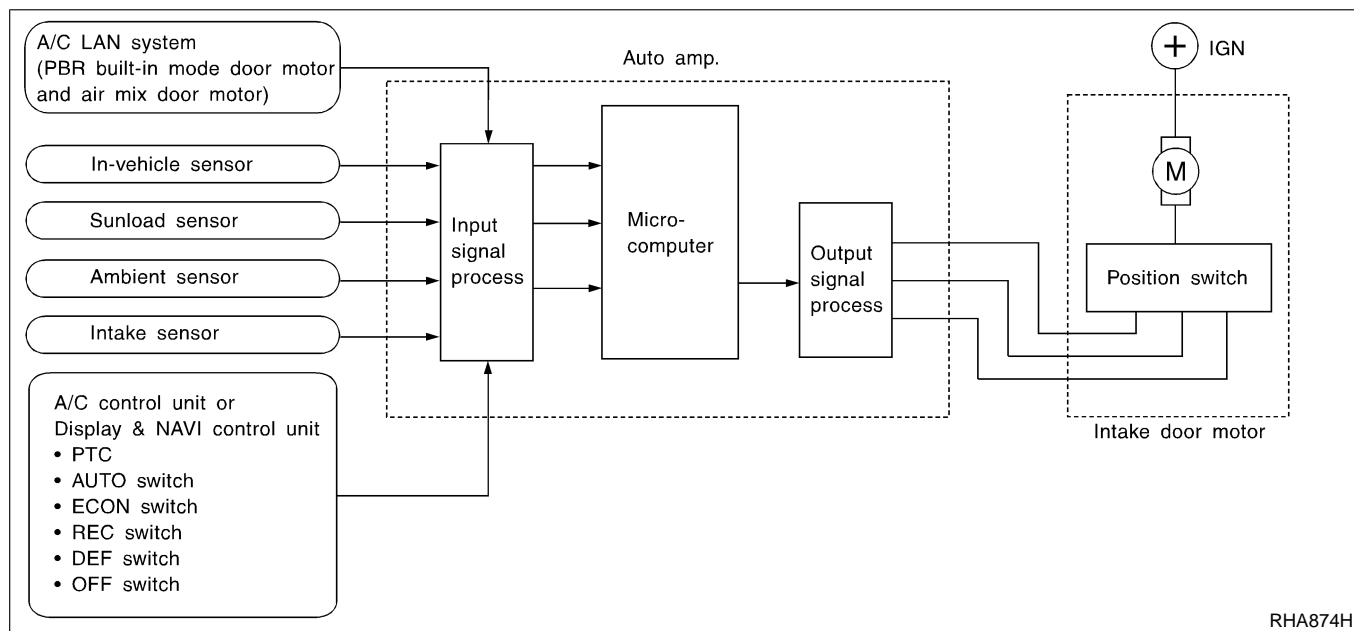 A/C LAN system
(PBR built-in mode door motor
and air mix door motor)
In-vehicle sensor
Sunload sensor
Ambient sensor
Intake sensor
A/C control unit or
Display & NAVI control unit
• PTC
• AUTO switch
• ECON switch
• REC switch
• DEF switch
• OFF switch
Auto amp.
Input
signal
process
Micro-
computer
Output
signal
process
+
IGN
M
Position switch
Intake door motor
RHA874H